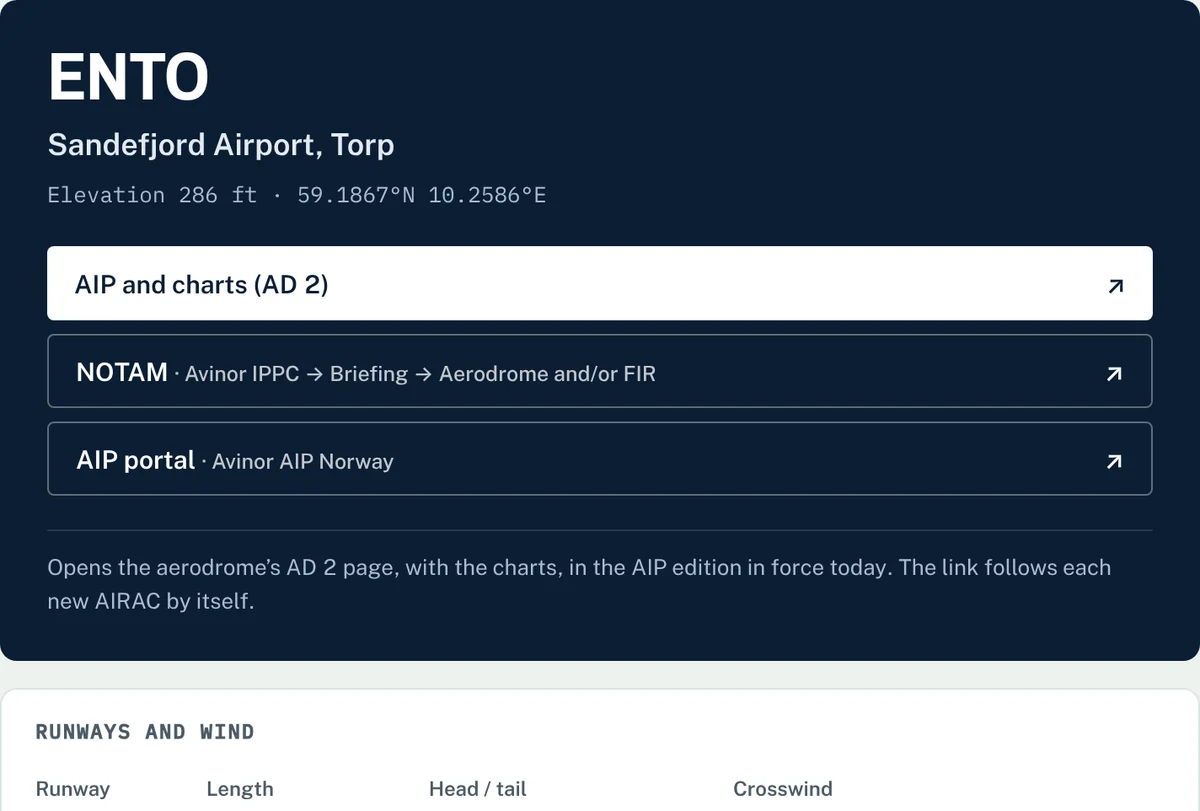 ENTO
Sandefjord Airport, Torp
Elevation 286 ft · 59.1867°N 10.2586°E
AIP and charts (AD 2) ↗
NOTAM · Avinor IPPC → Briefing → Aerodrome and/or FIR ↗
AIP portal · Avinor AIP Norway ↗
Opens the aerodrome’s AD 2 page, with the charts, in the AIP edition in force today. The link follows each
new AIRAC by itself.
RUNWAYS AND WIND
Runway Length Head / tail Crosswind